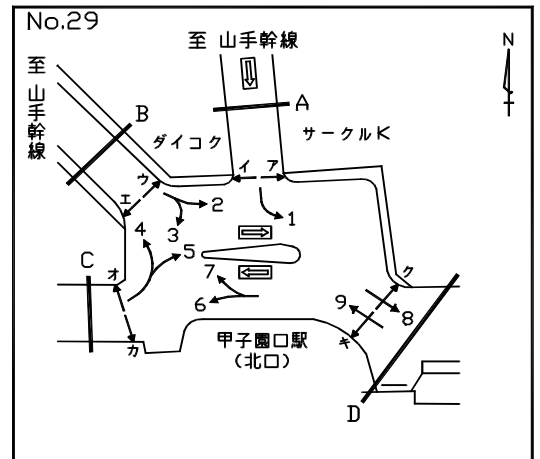 No.29
至 山手幹線
N
至 山手幹線
B
A
ダイコク
サークルK
イ
ア
ウ
エ
2
1
3
4
C
オ
5
7
ク
6
9
8
カ
甲子園口駅
(北口)
キ
D